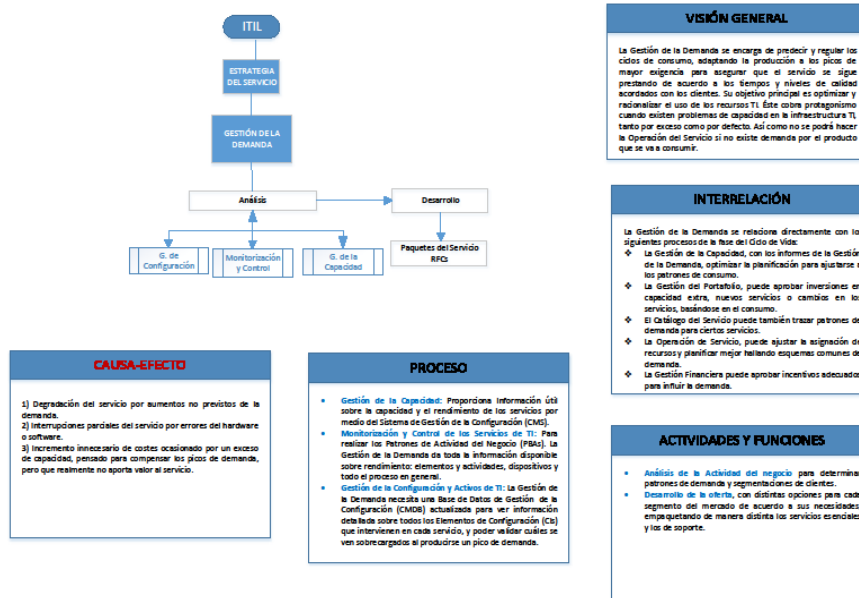 ITIL
ESTRATEGIA
DEL SERVICIO
GESTIÓN DE LA
DEMANDA
Análisis
Desarrollo
G. de
Configuración
Monitorización
y Control
G. de la
Capacidad
Paquetes del Servicio
RFCs
VISIÓN GENERAL
La Gestión de la Demanda se encarga de predecir y regular los
ciclos de consumo, adaptando la producción a los picos de
mayor exigencia para asegurar que el servicio se sigue
prestando de acuerdo a los tiempos y niveles de calidad
acordados con los clientes. Su objetivo principal es optimizar y
racionalizar el uso de los recursos TI. Éste cobra protagonismo
cuando existen problemas de capacidad en la infraestructura TI,
tanto por exceso como por defecto. Así como no se podrá hacer
la Operación del Servicio si no existe demanda por el producto
que se va a consumir.
INTERRELACIÓN
La Gestión de la Demanda se relaciona directamente con los
siguientes procesos de la fase del Ciclo de Vida:
❖ La Gestión de la Capacidad, con los informes de la Gestión
de la Demanda, optimizar la planificación para ajustarse a
los patrones de consumo.
❖ La Gestión del Portafolio, puede aprobar inversiones en
capacidad extra, nuevos servicios o cambios en los
servicios, basándose en el consumo.
❖ El Catálogo del Servicio puede también trazar patrones de
demanda para ciertos servicios.
❖ La Operación de Servicio, puede ajustar la asignación de
recursos y planificar mejor hallando esquemas comunes de
demanda.
❖ La Gestión Financiera puede aprobar incentivos adecuados
para influir la demanda.
CAUSA-EFECTO
1) Degradación del servicio por aumentos no previstos de la
demanda.
2) Interrupciones parciales del servicio por errores del hardware
o software.
3) Incremento innecesario de costes ocasionado por un exceso
de capacidad, pensado para compensar los picos de demanda,
pero que realmente no aporta valor al servicio.
PROCESO
• Gestión de la Capacidad: Proporciona información útil
sobre la capacidad y el rendimiento de los servicios por
medio del Sistema de Gestión de la Configuración (CMS).
• Monitorización y Control de los Servicios de TI: Para
realizar los Patrones de Actividad del Negocio (PBAs). La
Gestión de la Demanda da toda la información disponible
sobre rendimiento: elementos y actividades, dispositivos y
todo el proceso en general.
• Gestión de la Configuración y Activos de TI: La Gestión de
la Demanda necesita una Base de Datos de Gestión de la
Configuración (CMDB) actualizada para ver información
detallada sobre todos los Elementos de Configuración (CIs)
que intervienen en cada servicio, y poder validar cuáles se
ven sobrecargados al producirse un pico de demanda.
ACTIVIDADES Y FUNCIONES
• Análisis de la Actividad del negocio para determinar
patrones de demanda y segmentaciones de clientes.
• Desarrollo de la oferta, con distintas opciones para cada
segmento del mercado de acuerdo a sus necesidades,
empaquetando de manera distinta los servicios esenciales
y los de soporte.